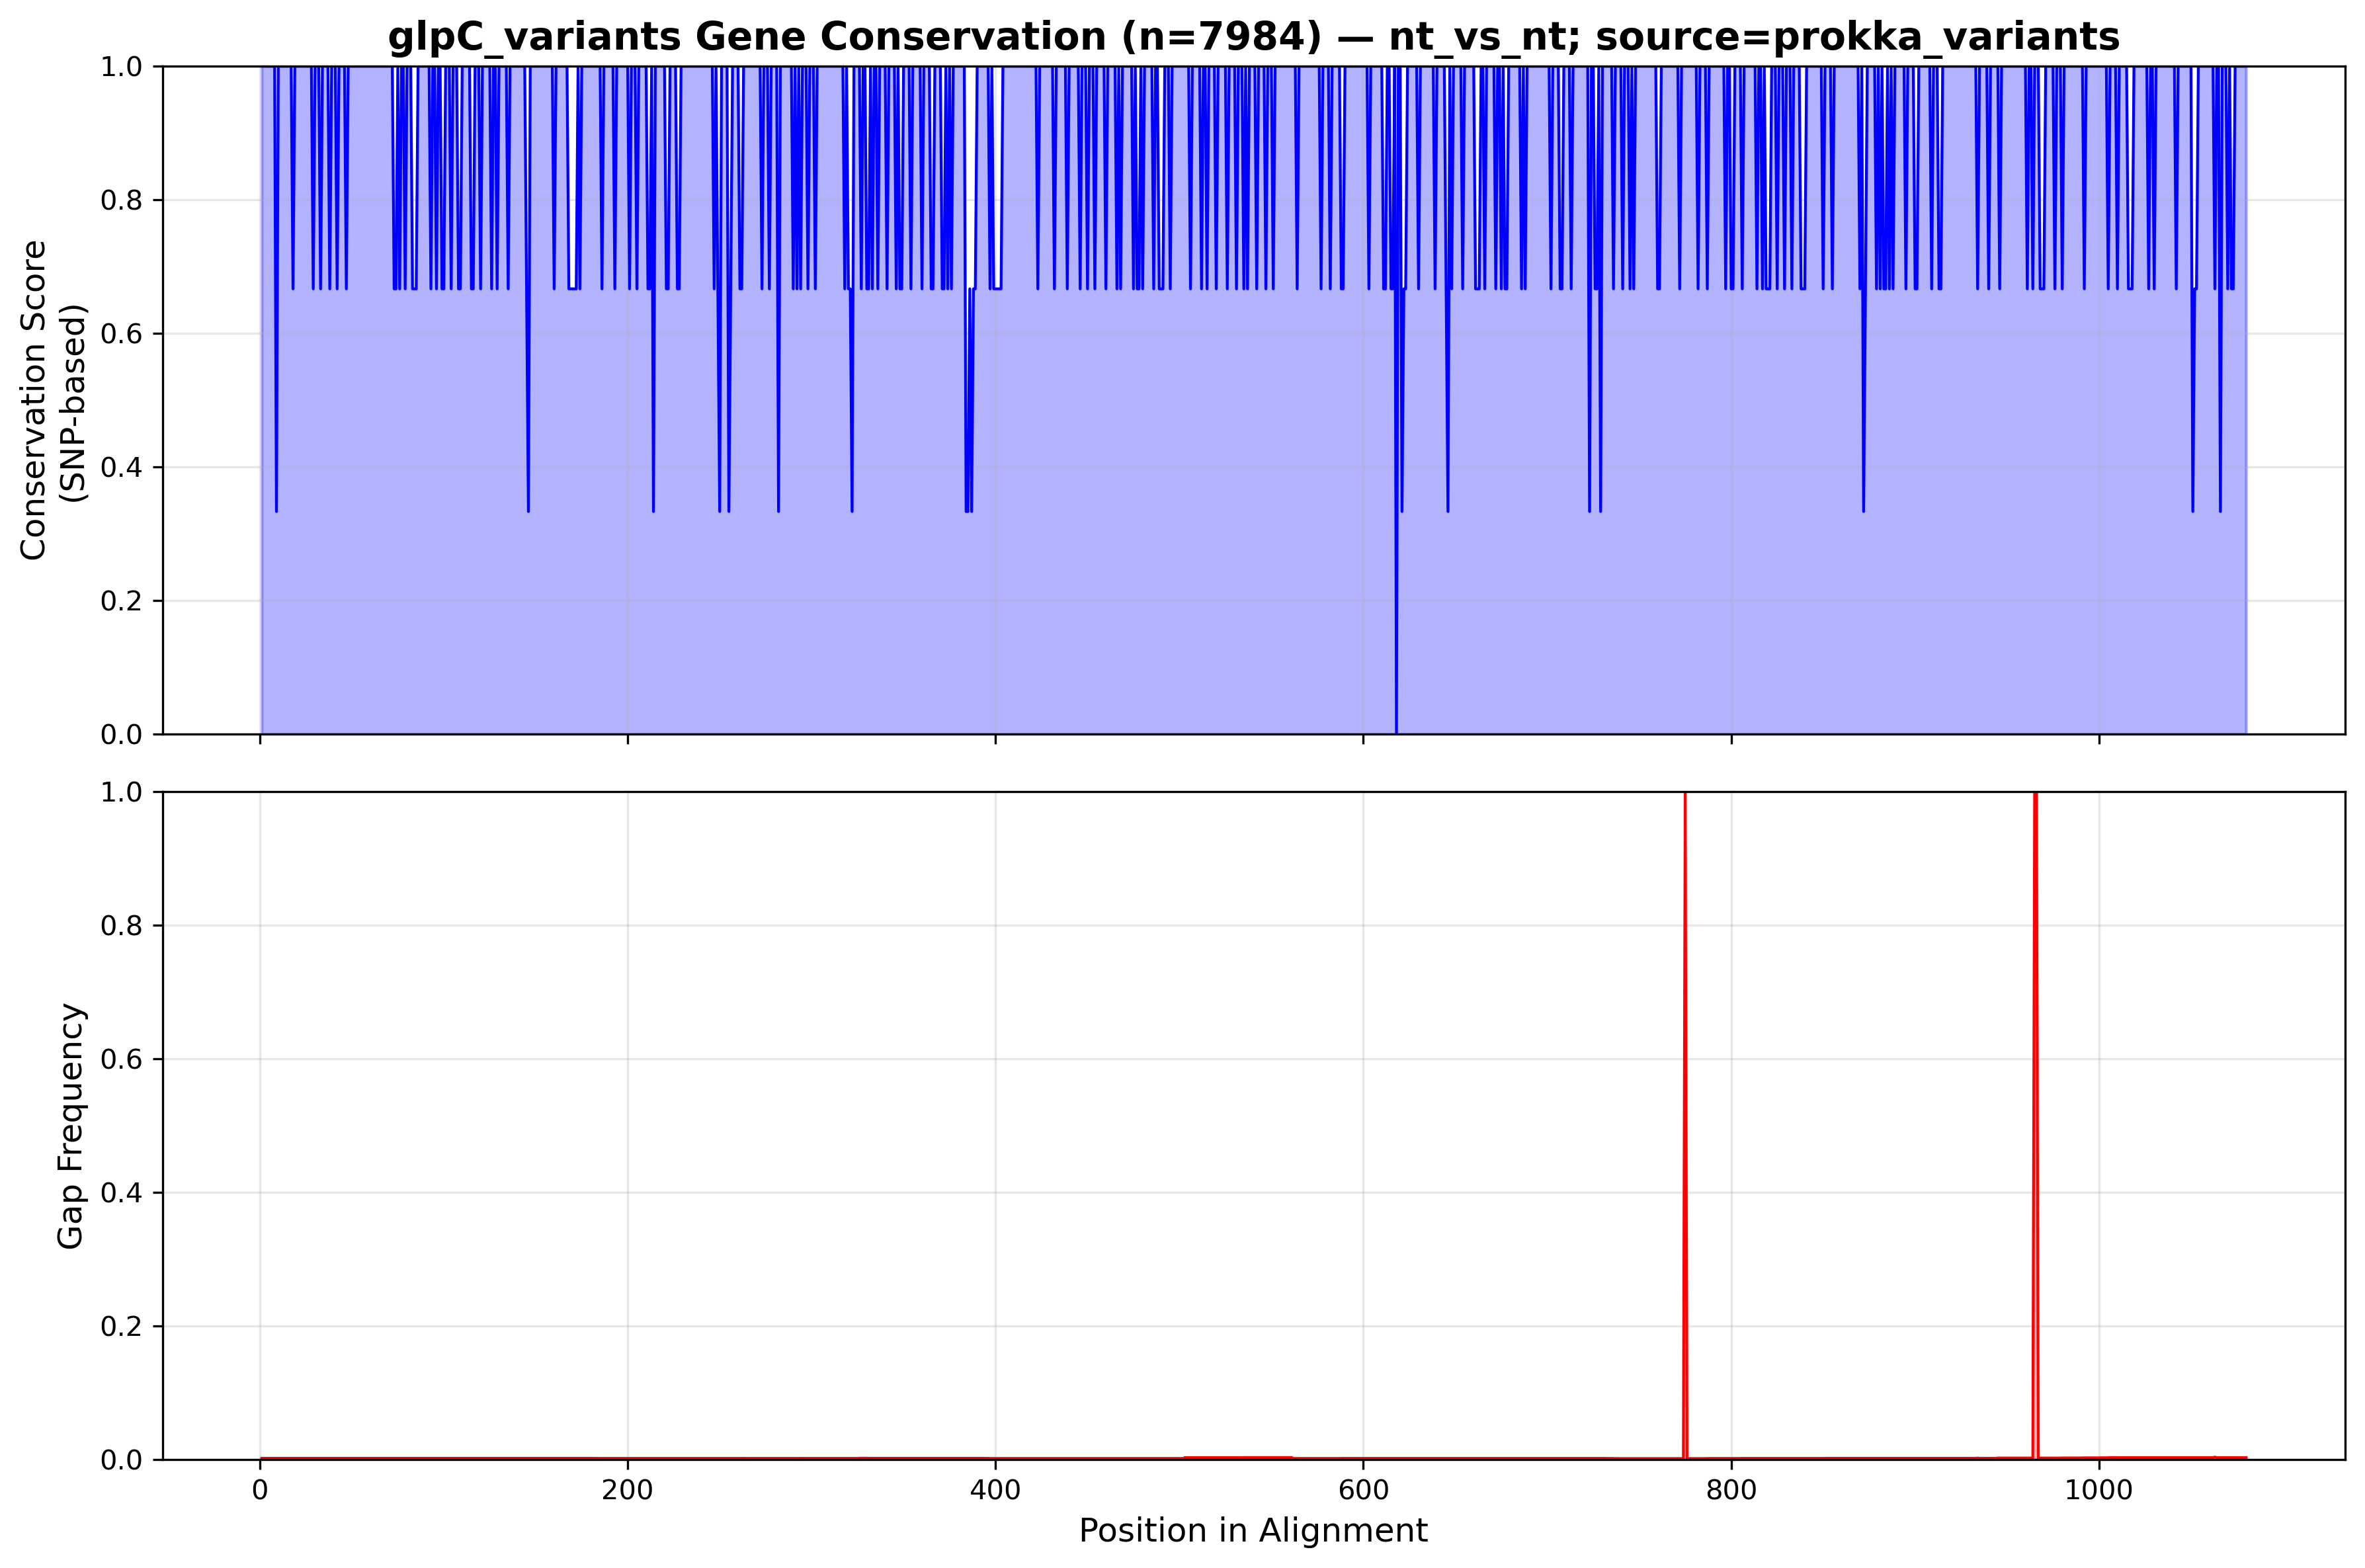 glpC_variants Gene Conservation (n=7984) — nt_vs_nt; source=prokka_variants
1.0
0.8
0.6
0.4
0.2
0.0
Conservation Score
(SNP-based)
1.0
0.8
0.6
0.4
0.2
0.0
Gap Frequency
0 200 400 600 800 1000
Position in Alignment